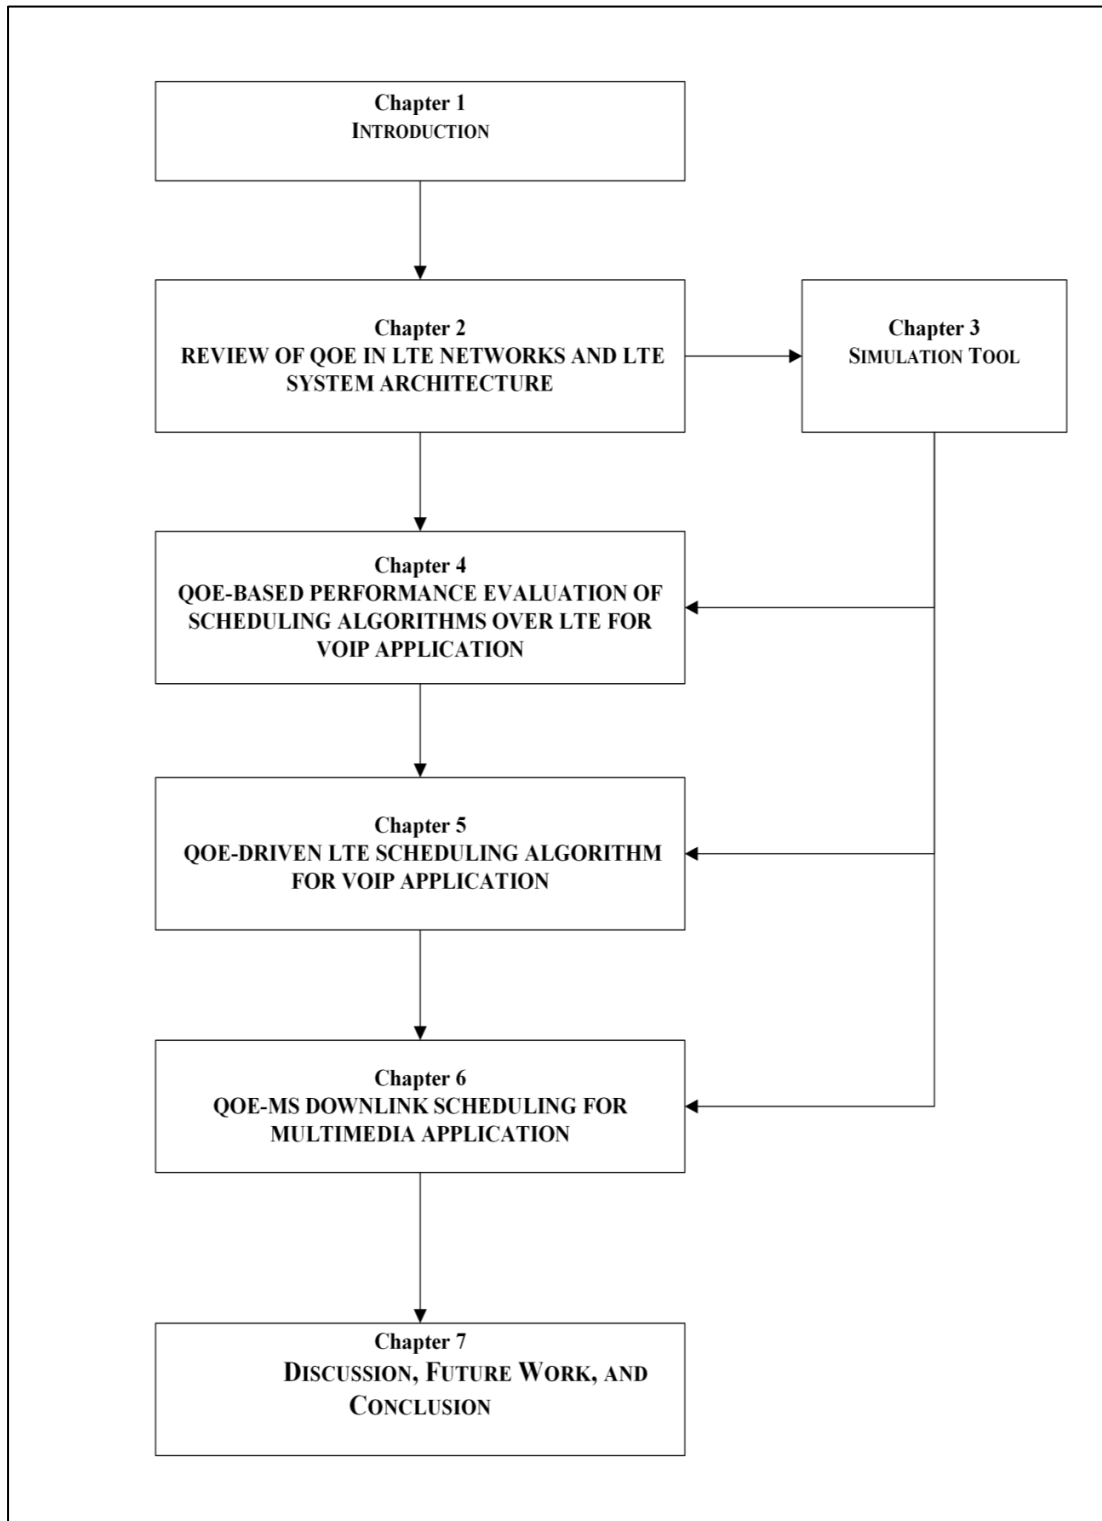 Chapter 1
INTRODUCTION
Chapter 2
REVIEW OF QOE IN LTE NETWORKS AND LTE
SYSTEM ARCHITECTURE
Chapter 3
SIMULATION TOOL
Chapter 4
QOE-BASED PERFORMANCE EVALUATION OF
SCHEDULING ALGORITHMS OVER LTE FOR
VOIP APPLICATION
Chapter 5
QOE-DRIVEN LTE SCHEDULING ALGORITHM
FOR VOIP APPLICATION
Chapter 6
QOE-MS DOWNLINK SCHEDULING FOR
MULTIMEDIA APPLICATION
Chapter 7
DISCUSSION, FUTURE WORK, AND
CONCLUSION